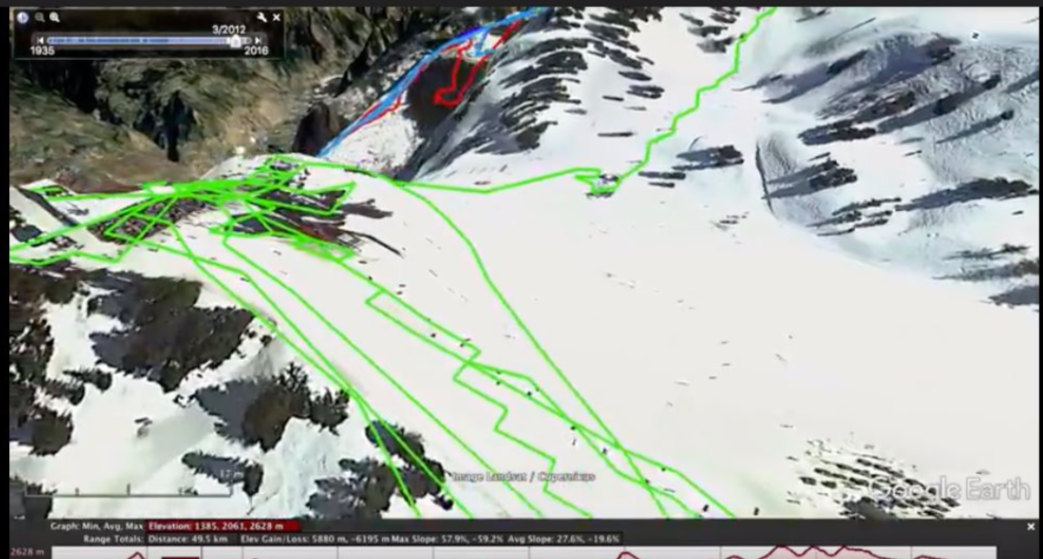 3/2012
1935 2016
Image Landsat / Copernicus
Google Earth
Graph: Min, Avg, Max Elevation: 1385, 2061, 2628 m
Range Totals: Distance: 49.5 km Elev Gain/Loss: 5880 m, -6195 m Max Slope: 57.9%, -59.2% Avg Slope: 27.6%, -19.6%
2628 m